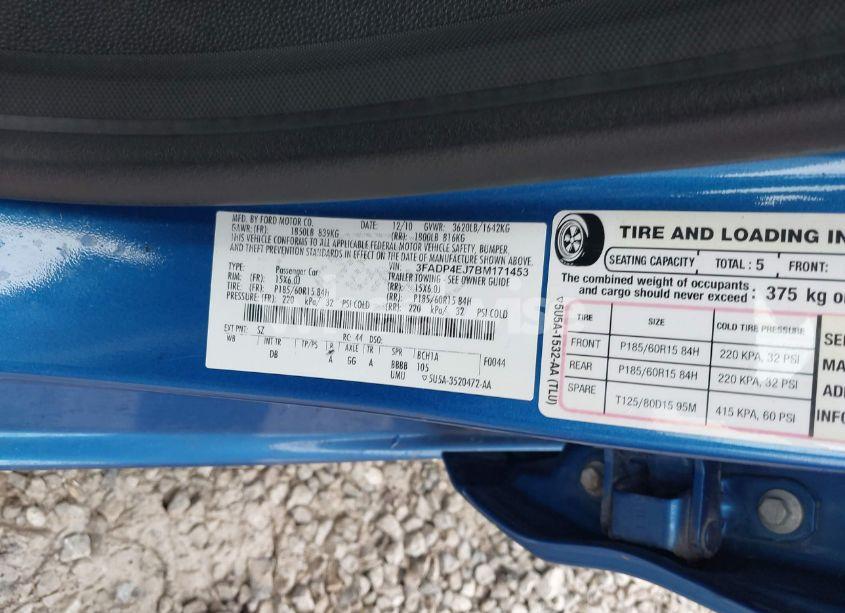 MFD. BY FORD MOTOR CO.
DATE: 12/10 GVWR: 3620LB/1642KG
GAWR: (FR): 1850LB 839KG (RR): 1800LB 816KG
THIS VEHICLE CONFORMS TO ALL APPLICABLE FEDERAL MOTOR VEHICLE SAFETY, BUMPER,
AND THEFT PREVENTION STANDARDS IN EFFECT ON THE DATE OF MANUFACTURE SHOWN ABOVE.
VIN: 3FADP4EJ7BM171453
TYPE: Passenger Car TRAILER TOWING - SEE OWNER GUIDE
RIM: (FR): 15X6.0J (RR): 15X6.0J
TIRE: (FR): P185/60R15 84H (RR): P185/60R15 84H
PRESSURE: (FR): 220 kPa/ 32 PSI COLD (RR): 220 kPa/ 32 PSI COLD
EXT PNT: SZ RC: 44 DSO:
WB INT TR TP/PS R AXLE TR SPR BCH1A F0044
DB A GG A BBBB 105
UMU ▽5U5A-3520472-AA
TIRE AND LOADING IN
SEATING CAPACITY TOTAL : 5 FRONT:
The combined weight of occupants
and cargo should never exceed : 375 kg o
▽5U5A-1532-AA (TLU)
TIRE SIZE COLD TIRE PRESSURE
FRONT P185/60R15 84H 220 KPA, 32 PSI
REAR P185/60R15 84H 220 KPA, 32 PSI
SPARE T125/80D15 95M 415 KPA, 60 PSI
SE
MA
AD
INFO